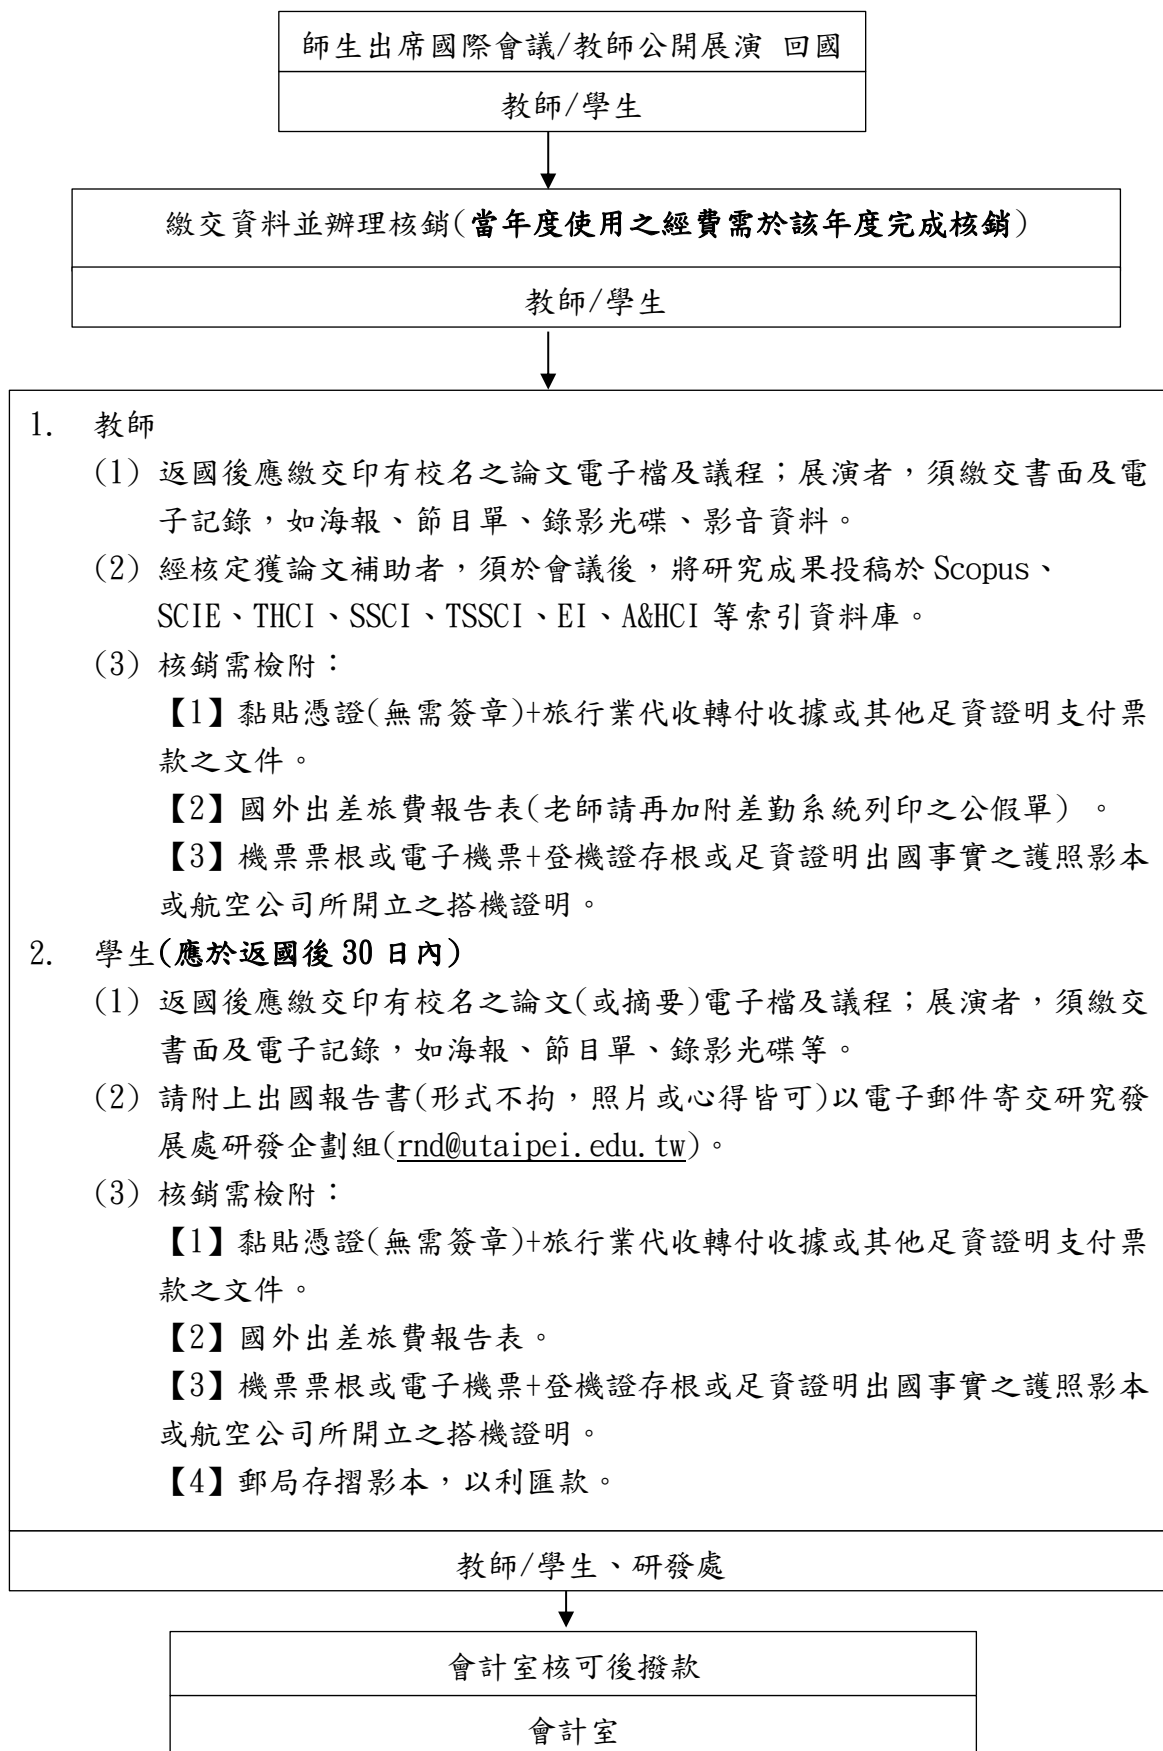 師生出席國際會議/教師公開展演 回國
教師/學生
繳交資料並辦理核銷(當年度使用之經費需於該年度完成核銷)
教師/學生
1. 教師
(1) 返國後應繳交印有校名之論文電子檔及議程；展演者，須繳交書面及電
子記錄，如海報、節目單、錄影光碟、影音資料。
(2) 經核定獲論文補助者，須於會議後，將研究成果投稿於 Scopus、
SCIE、THCI、SSCI、TSSCI、EI、A&HCI 等索引資料庫。
(3) 核銷需檢附：
【1】黏貼憑證(無需簽章)+旅行業代收轉付收據或其他足資證明支付票
款之文件。
【2】國外出差旅費報告表(老師請再加附差勤系統列印之公假單) 。
【3】機票票根或電子機票+登機證存根或足資證明出國事實之護照影本
或航空公司所開立之搭機證明。
2. 學生(應於返國後 30 日內)
(1) 返國後應繳交印有校名之論文(或摘要)電子檔及議程；展演者，須繳交
書面及電子記錄，如海報、節目單、錄影光碟等。
(2) 請附上出國報告書(形式不拘，照片或心得皆可)以電子郵件寄交研究發
展處研發企劃組(rnd@utaipei.edu.tw)。
(3) 核銷需檢附：
【1】黏貼憑證(無需簽章)+旅行業代收轉付收據或其他足資證明支付票
款之文件。
【2】國外出差旅費報告表。
【3】機票票根或電子機票+登機證存根或足資證明出國事實之護照影本
或航空公司所開立之搭機證明。
【4】郵局存摺影本，以利匯款。
教師/學生、研發處
會計室核可後撥款
會計室